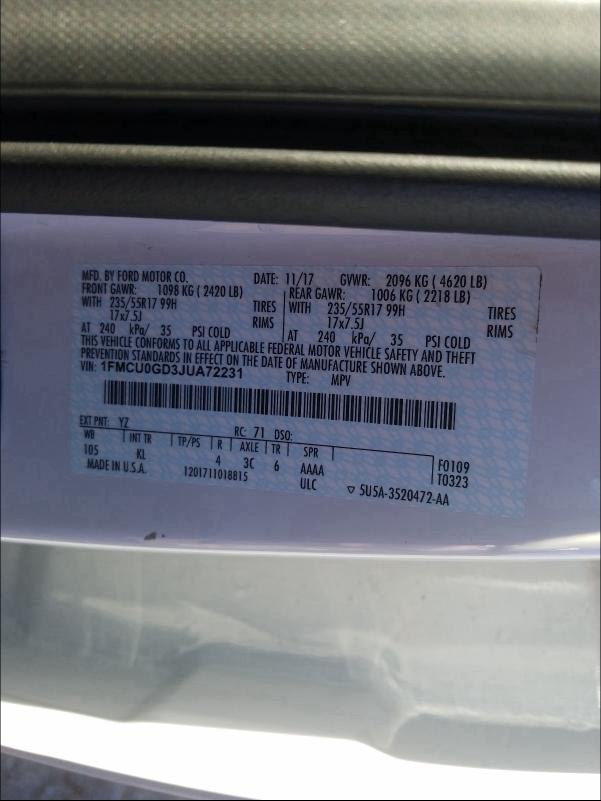 MFD. BY FORD MOTOR CO. DATE: 11/17 GVWR: 2096 KG ( 4620 LB)
FRONT GAWR: 1098 KG ( 2420 LB) REAR GAWR: 1006 KG ( 2218 LB)
WITH 235/55R17 99H TIRES WITH 235/55R17 99H TIRES
17x7.5J RIMS 17x7.5J RIMS
AT 240 kPa/ 35 PSI COLD AT 240 kPa/ 35 PSI COLD
THIS VEHICLE CONFORMS TO ALL APPLICABLE FEDERAL MOTOR VEHICLE SAFETY AND THEFT
PREVENTION STANDARDS IN EFFECT ON THE DATE OF MANUFACTURE SHOWN ABOVE.
VIN: 1FMCU0GD3JUA72231 TYPE: MPV
EXT PNT: YZ RC: 71 DSO:
WB INT TR TP/PS R AXLE TR SPR
105 KL 4 3C 6 AAAA F0109
MADE IN U.S.A. 1201711018815 ULC T0323
▽ 5U5A-3520472-AA